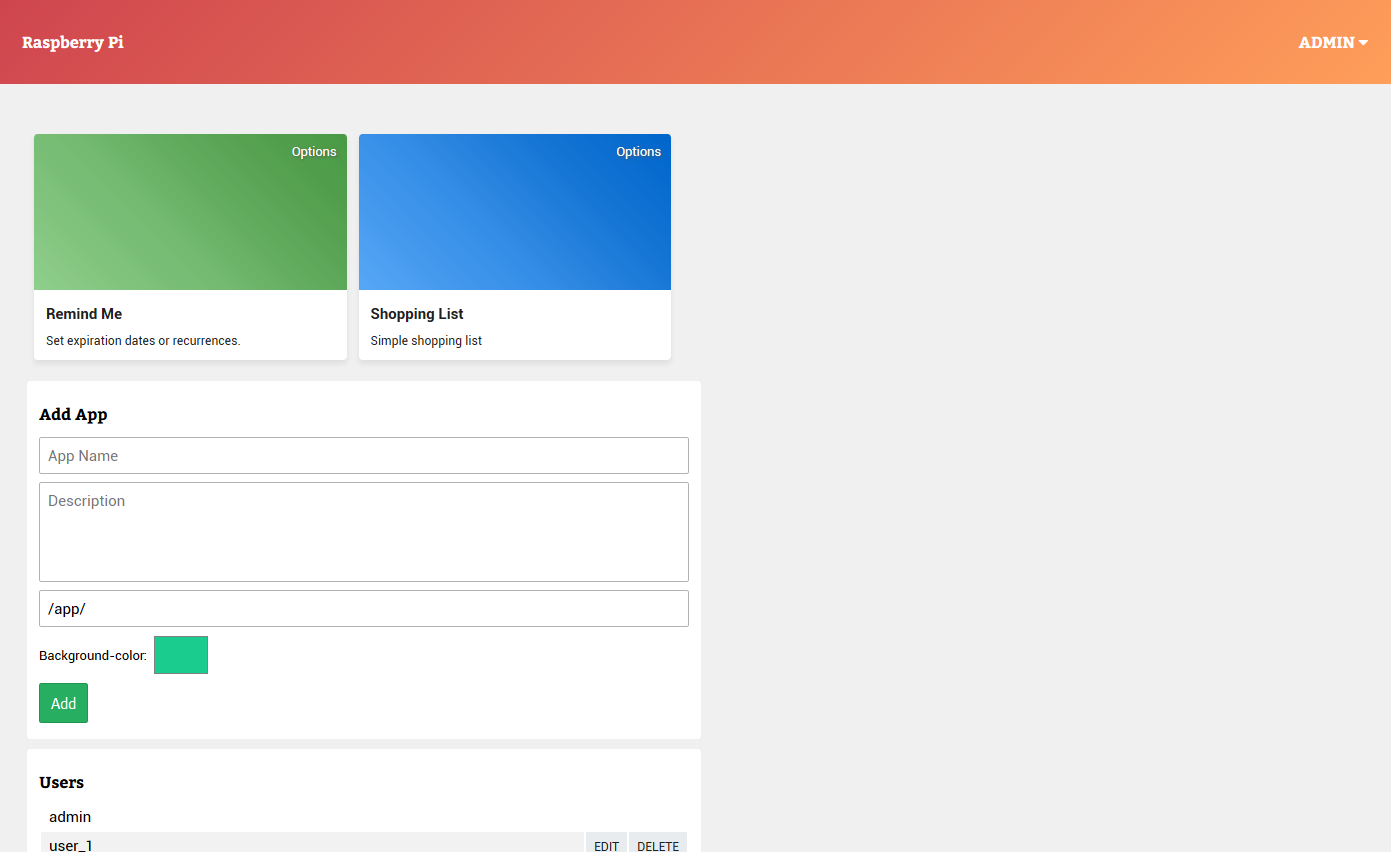 Raspberry Pi
ADMIN
Options
Options
Remind Me
Set expiration dates or recurrences.
Shopping List
Simple shopping list
Add App
App Name
Description
/app/
Background-color:
Add
Users
admin
user_1 EDIT DELETE